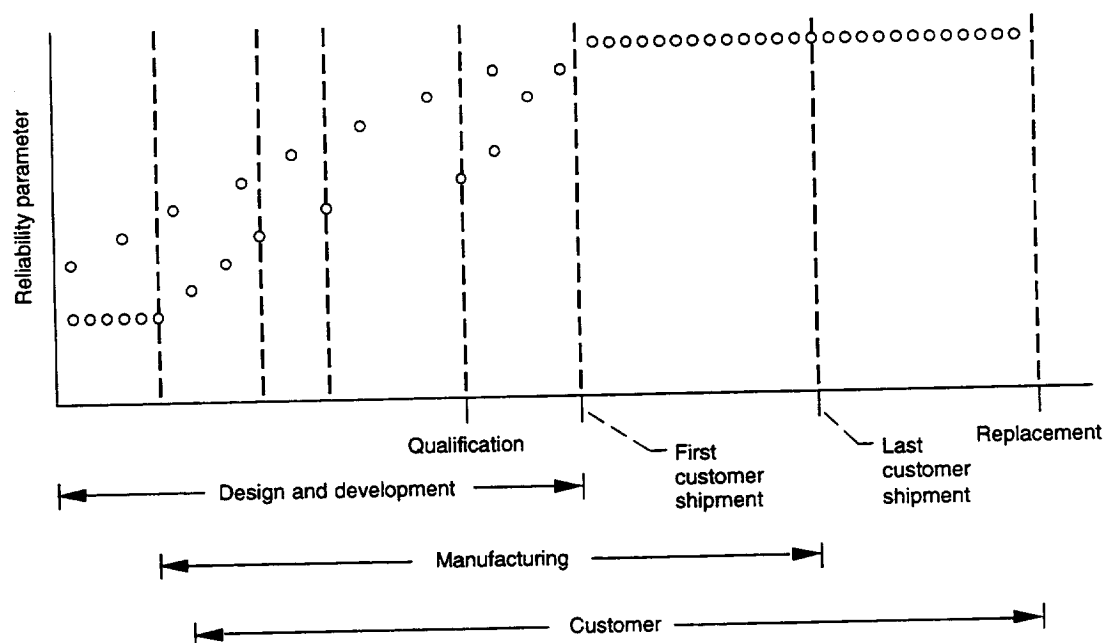 Reliability parameter
Qualification
First
customer
shipment
Last
customer
shipment
Replacement
Design and development
Manufacturing
Customer